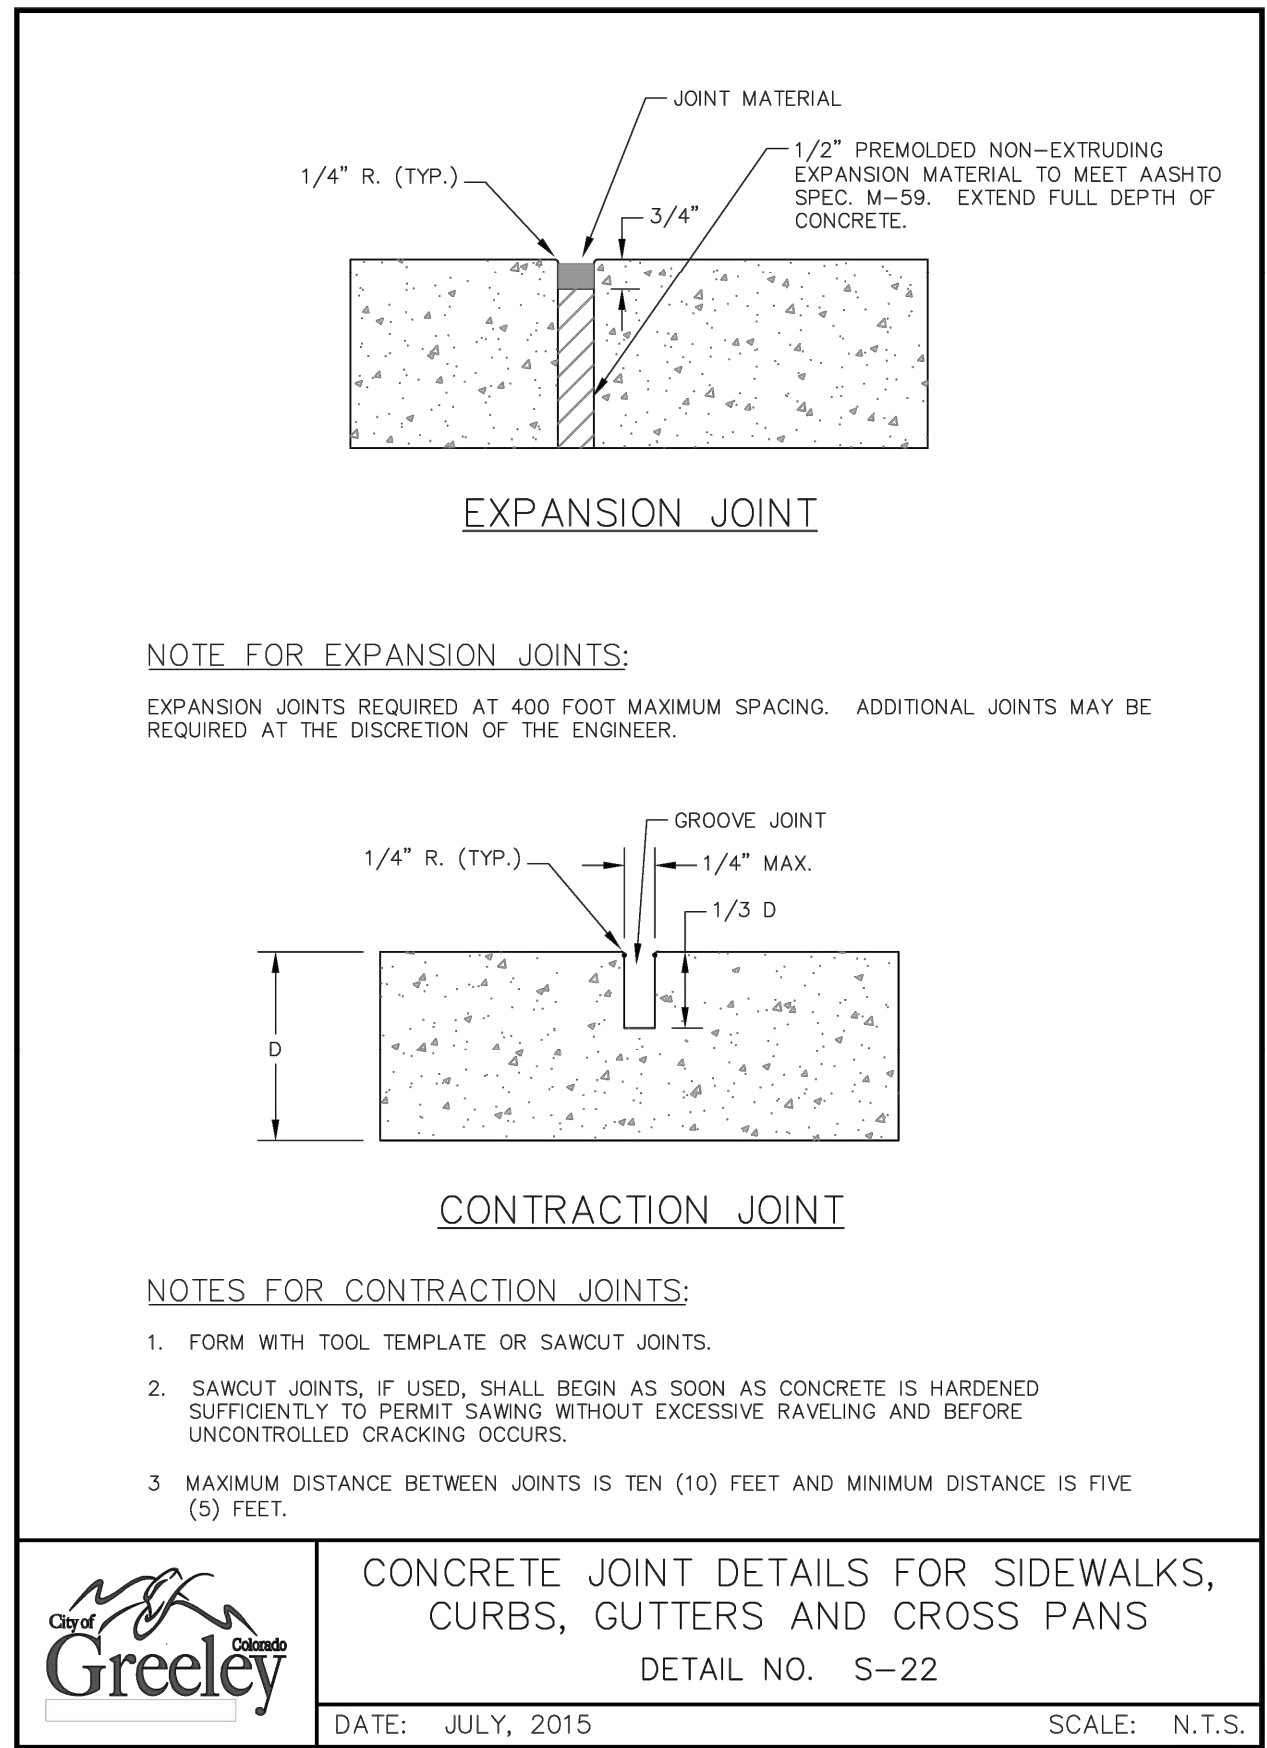 JOINT MATERIAL
1/2" PREMOLDED NON-EXTRUDING
EXPANSION MATERIAL TO MEET AASHTO
SPEC. M-59. EXTEND FULL DEPTH OF
CONCRETE.
1/4" R. (TYP.)
3/4"
EXPANSION JOINT
NOTE FOR EXPANSION JOINTS:
EXPANSION JOINTS REQUIRED AT 400 FOOT MAXIMUM SPACING. ADDITIONAL JOINTS MAY BE
REQUIRED AT THE DISCRETION OF THE ENGINEER.
GROOVE JOINT
1/4" R. (TYP.)
1/4" MAX.
1/3 D
D
CONTRACTION JOINT
NOTES FOR CONTRACTION JOINTS:
1. FORM WITH TOOL TEMPLATE OR SAWCUT JOINTS.
2. SAWCUT JOINTS, IF USED, SHALL BEGIN AS SOON AS CONCRETE IS HARDENED
SUFFICIENTLY TO PERMIT SAWING WITHOUT EXCESSIVE RAVELING AND BEFORE
UNCONTROLLED CRACKING OCCURS.
3 MAXIMUM DISTANCE BETWEEN JOINTS IS TEN (10) FEET AND MINIMUM DISTANCE IS FIVE
(5) FEET.
City of
Greeley
Colorado
CONCRETE JOINT DETAILS FOR SIDEWALKS,
CURBS, GUTTERS AND CROSS PANS
DETAIL NO. S-22
DATE: JULY, 2015
SCALE: N.T.S.